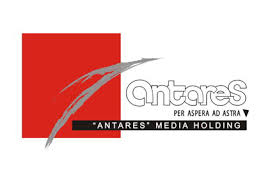 antareS
PER ASPERA AD ASTRA
"ANTARES" MEDIA HOLDING